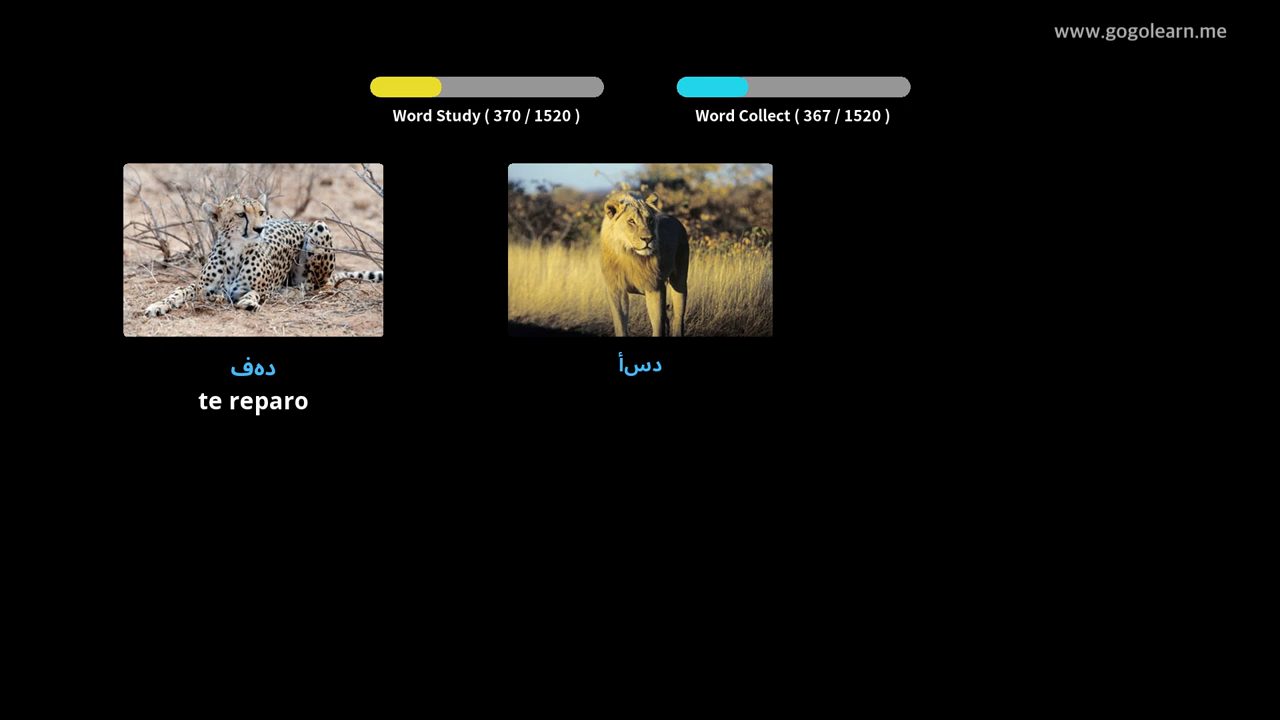 www.gogolearn.me
Word Study ( 370 / 1520 )
Word Collect ( 367 / 1520 )
دهف
te reparo
دسأ